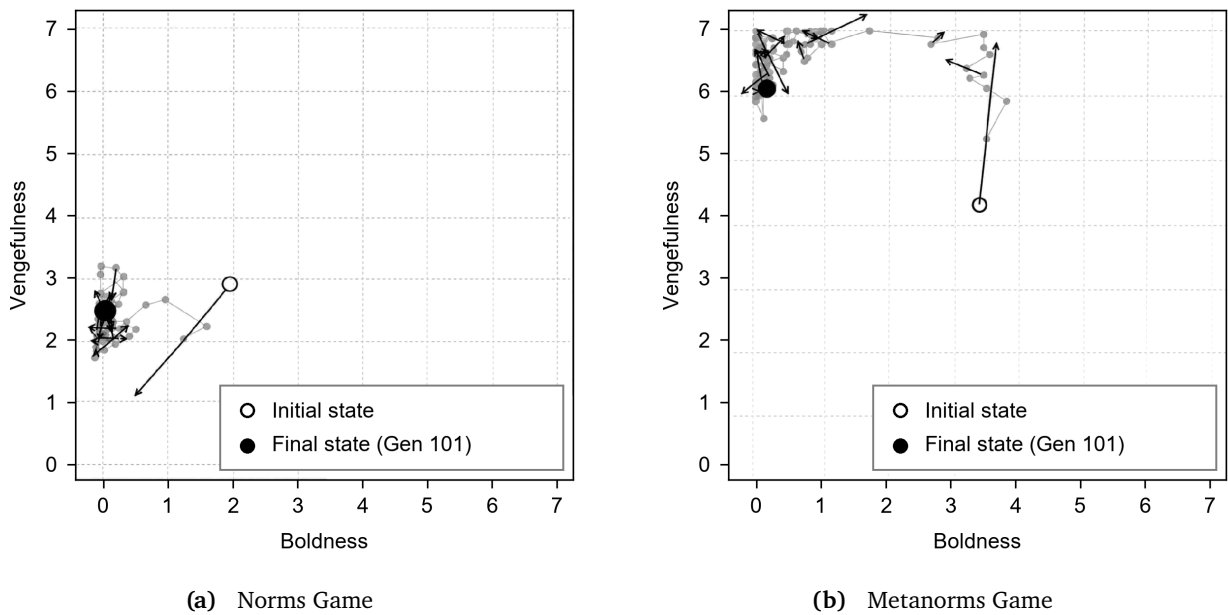 7
6
5
4
3
2
1
0
Vengefulness
Initial state
Final state (Gen 101)
0 1 2 3 4 5 6 7
Boldness
(a) Norms Game
7
6
5
4
3
2
1
0
Vengefulness
Initial state
Final state (Gen 101)
0 1 2 3 4 5 6 7
Boldness
(b) Metanorms Game